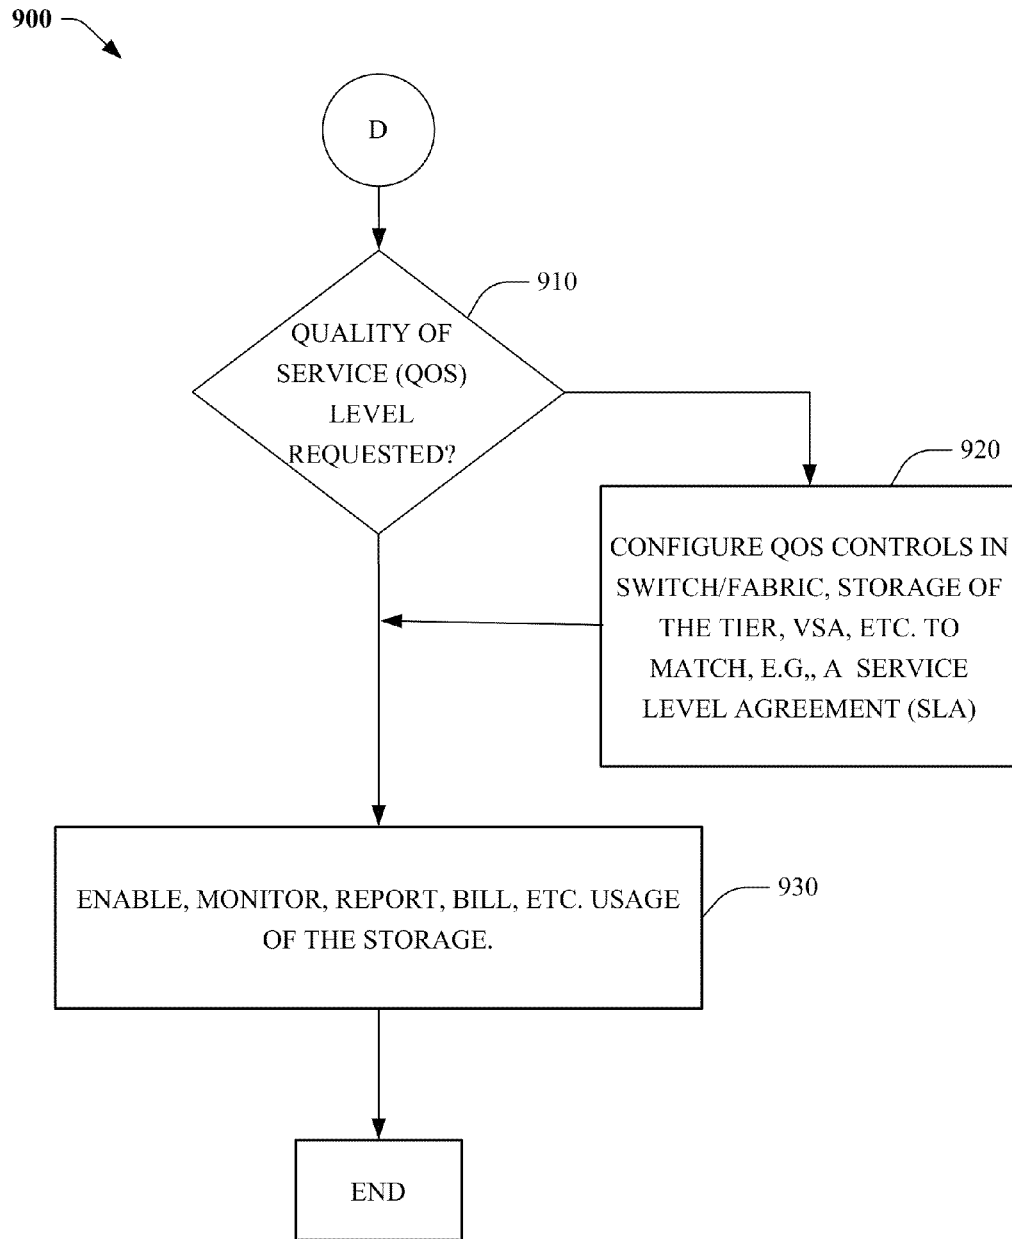 900
D
910
QUALITY OF
SERVICE (QOS)
LEVEL
REQUESTED?
920
CONFIGURE QOS CONTROLS IN
SWITCH/FABRIC, STORAGE OF
THE TIER, VSA, ETC. TO
MATCH, E.G,, A SERVICE
LEVEL AGREEMENT (SLA)
930
ENABLE, MONITOR, REPORT, BILL, ETC. USAGE
OF THE STORAGE.
END